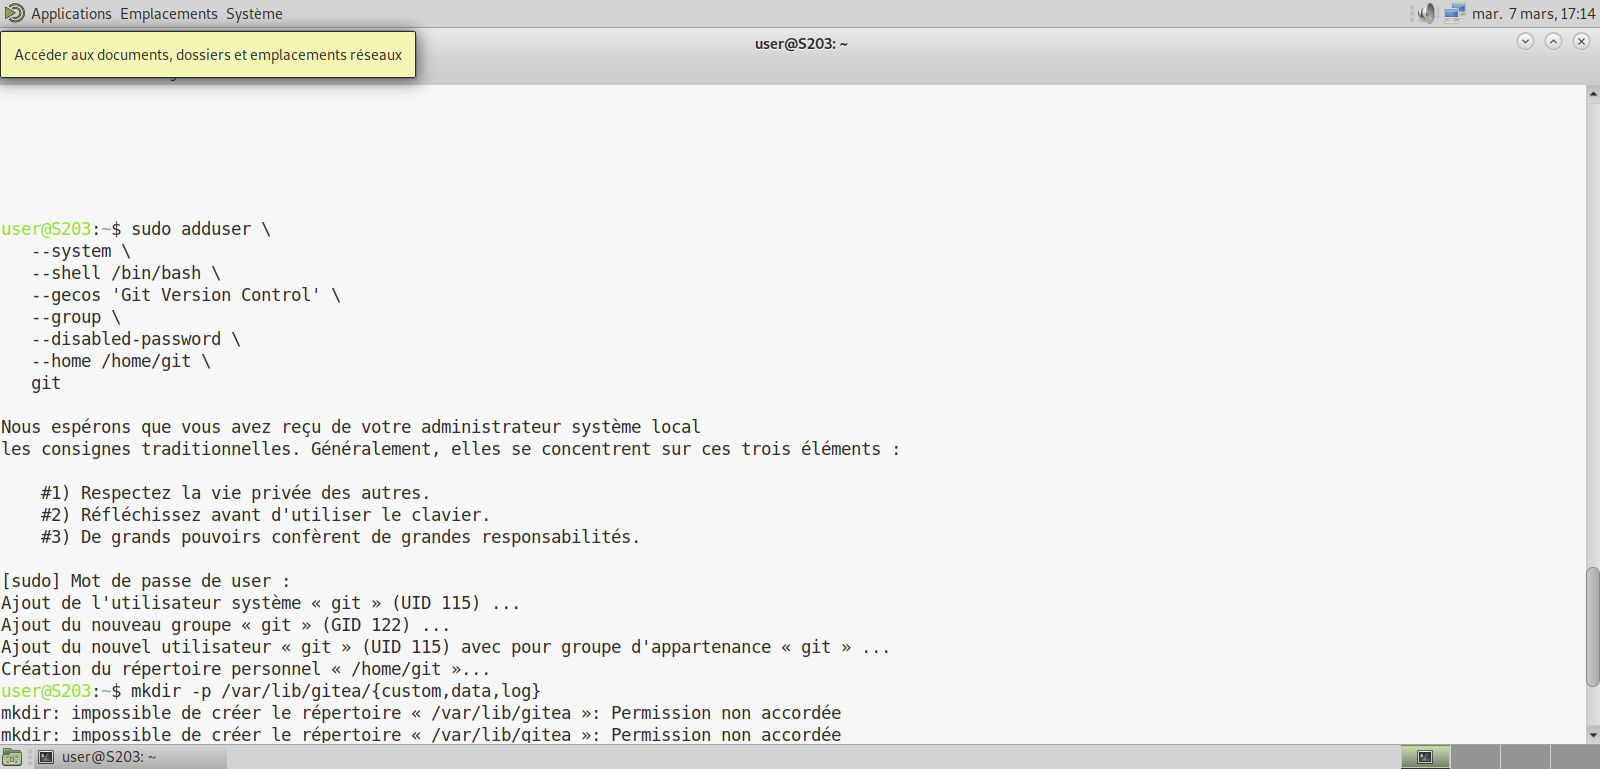 Applications Emplacements Système
mar. 7 mars, 17:14
Accéder aux documents, dossiers et emplacements réseaux
user@S203: ~
user@S203:~$ sudo adduser \
--system \
--shell /bin/bash \
--gecos 'Git Version Control' \
--group \
--disabled-password \
--home /home/git \
git
Nous espérons que vous avez reçu de votre administrateur système local
les consignes traditionnelles. Généralement, elles se concentrent sur ces trois éléments :
#1) Respectez la vie privée des autres.
#2) Réfléchissez avant d'utiliser le clavier.
#3) De grands pouvoirs confèrent de grandes responsabilités.
[sudo] Mot de passe de user :
Ajout de l'utilisateur système « git » (UID 115) ...
Ajout du nouveau groupe « git » (GID 122) ...
Ajout du nouvel utilisateur « git » (UID 115) avec pour groupe d'appartenance « git » ...
Création du répertoire personnel « /home/git »...
user@S203:~$ mkdir -p /var/lib/gitea/{custom,data,log}
mkdir: impossible de créer le répertoire « /var/lib/gitea »: Permission non accordée
mkdir: impossible de créer le répertoire « /var/lib/gitea »: Permission non accordée
user@S203: ~